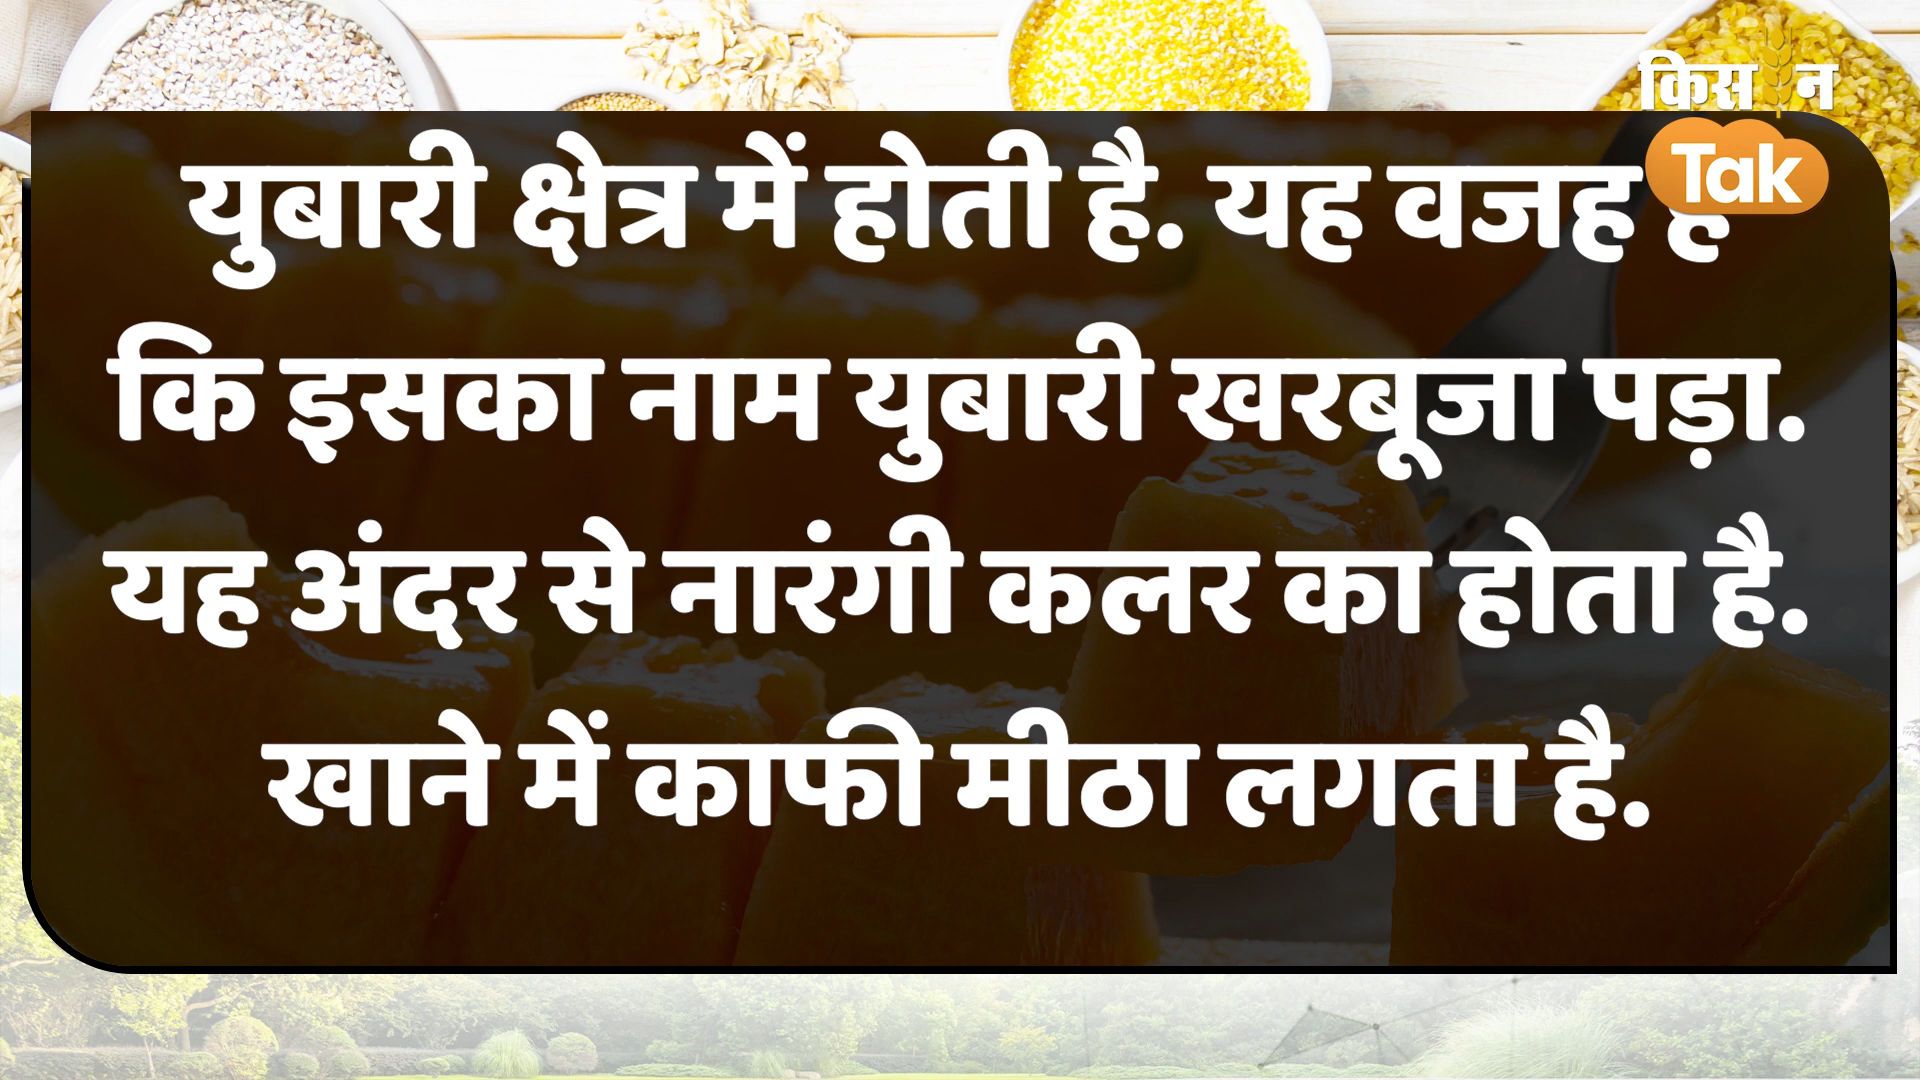 किसान
Tak
युबारी क्षेत्र में होती है. यह वजह है
कि इसका नाम युबारी खरबूजा पड़ा.
यह अंदर से नारंगी कलर का होता है.
खाने में काफी मीठा लगता है.